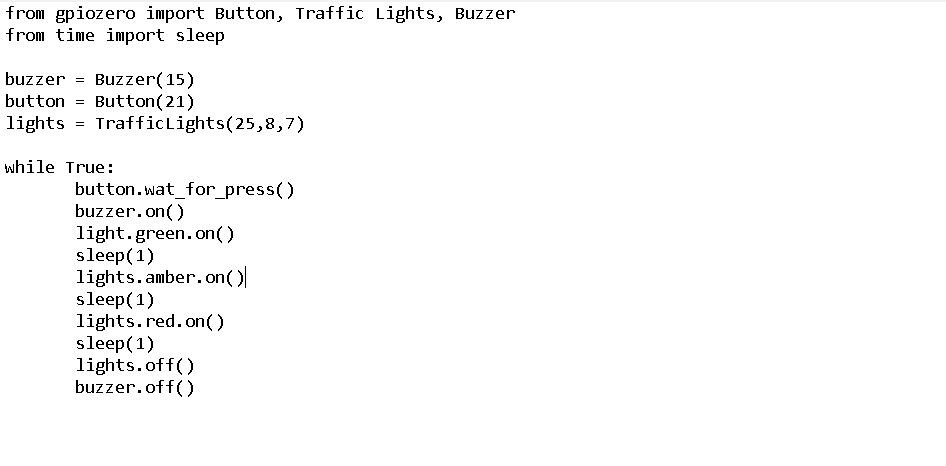 from gpiozero import Button, Traffic Lights, Buzzer
from time import sleep

buzzer = Buzzer(15)
button = Button(21)
lights = TrafficLights(25,8,7)

while True:
       button.wat_for_press()
       buzzer.on()
       light.green.on()
       sleep(1)
       lights.amber.on()
       sleep(1)
       lights.red.on()
       sleep(1)
       lights.off()
       buzzer.off()